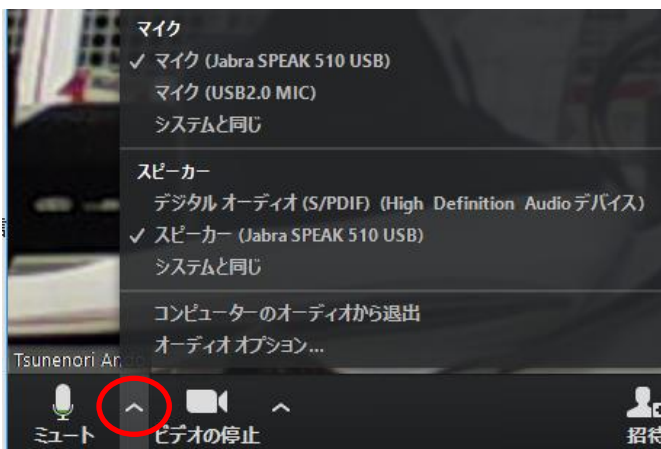 マイク
✓ マイク (Jabra SPEAK 510 USB)
マイク (USB2.0 MIC)
システムと同じ
スピーカー
デジタル オーディオ (S/PDIF) (High Definition Audio デバイス)
✓ スピーカー (Jabra SPEAK 510 USB)
システムと同じ
コンピューターのオーディオから退出
オーディオ オプション...
Tsunenori
ミュート
ビデオの停止
招待